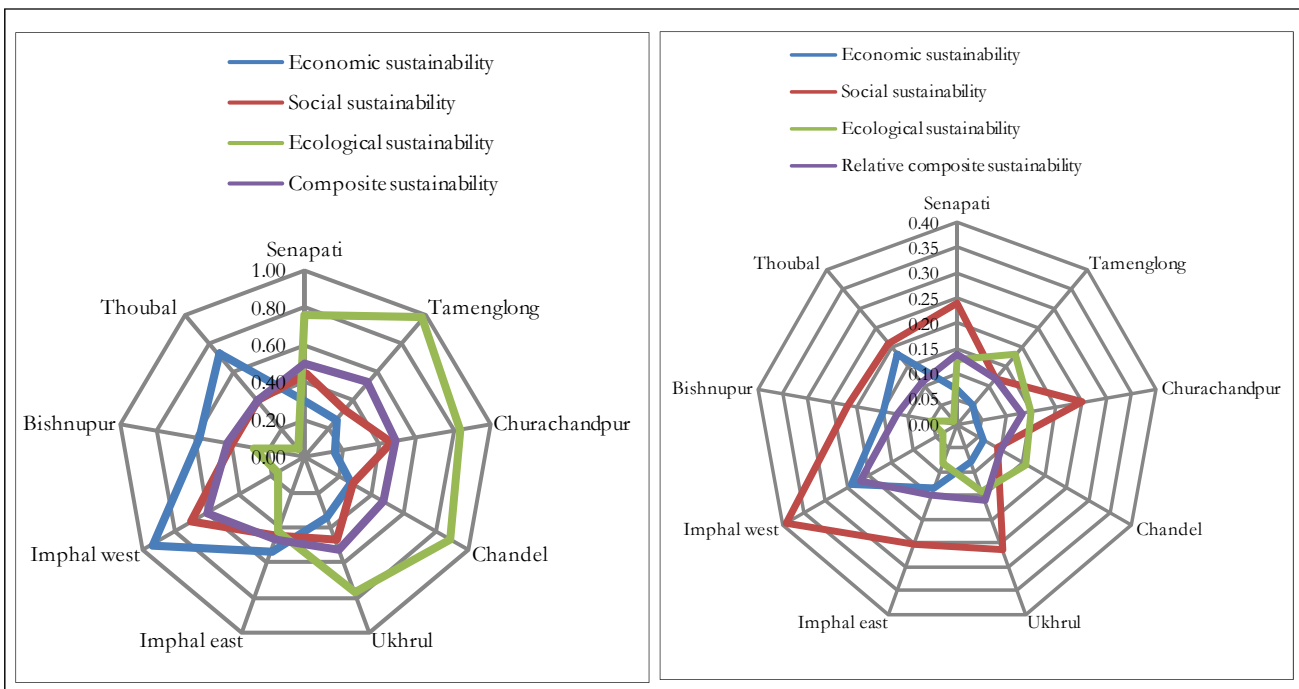 Economic sustainability
Social sustainability
Ecological sustainability
Composite sustainability
Senapati
1.00
0.80
0.60
0.40
0.20
0.00
Tamenglong
Churachandpur
Chandel
Ukhrul
Imphal east
Imphal west
Bishnupur
Thoubal
Economic sustainability
Social sustainability
Ecological sustainability
Relative composite sustainability
Senapati
0.40
0.35
0.30
0.25
0.20
0.15
0.10
0.05
0.00
Tamenglong
Churachandpur
Chandel
Ukhrul
Imphal east
Imphal west
Bishnupur
Thoubal